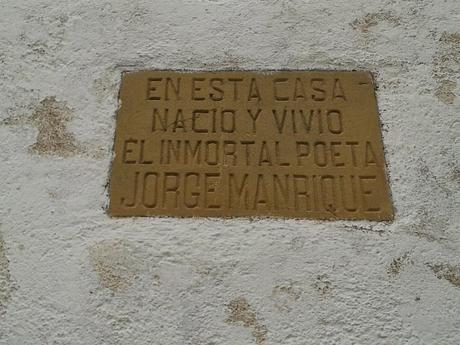 EN ESTA CASA
NACIO Y VIVIO
EL INMORTAL POETA
JORGE MANRIQUE